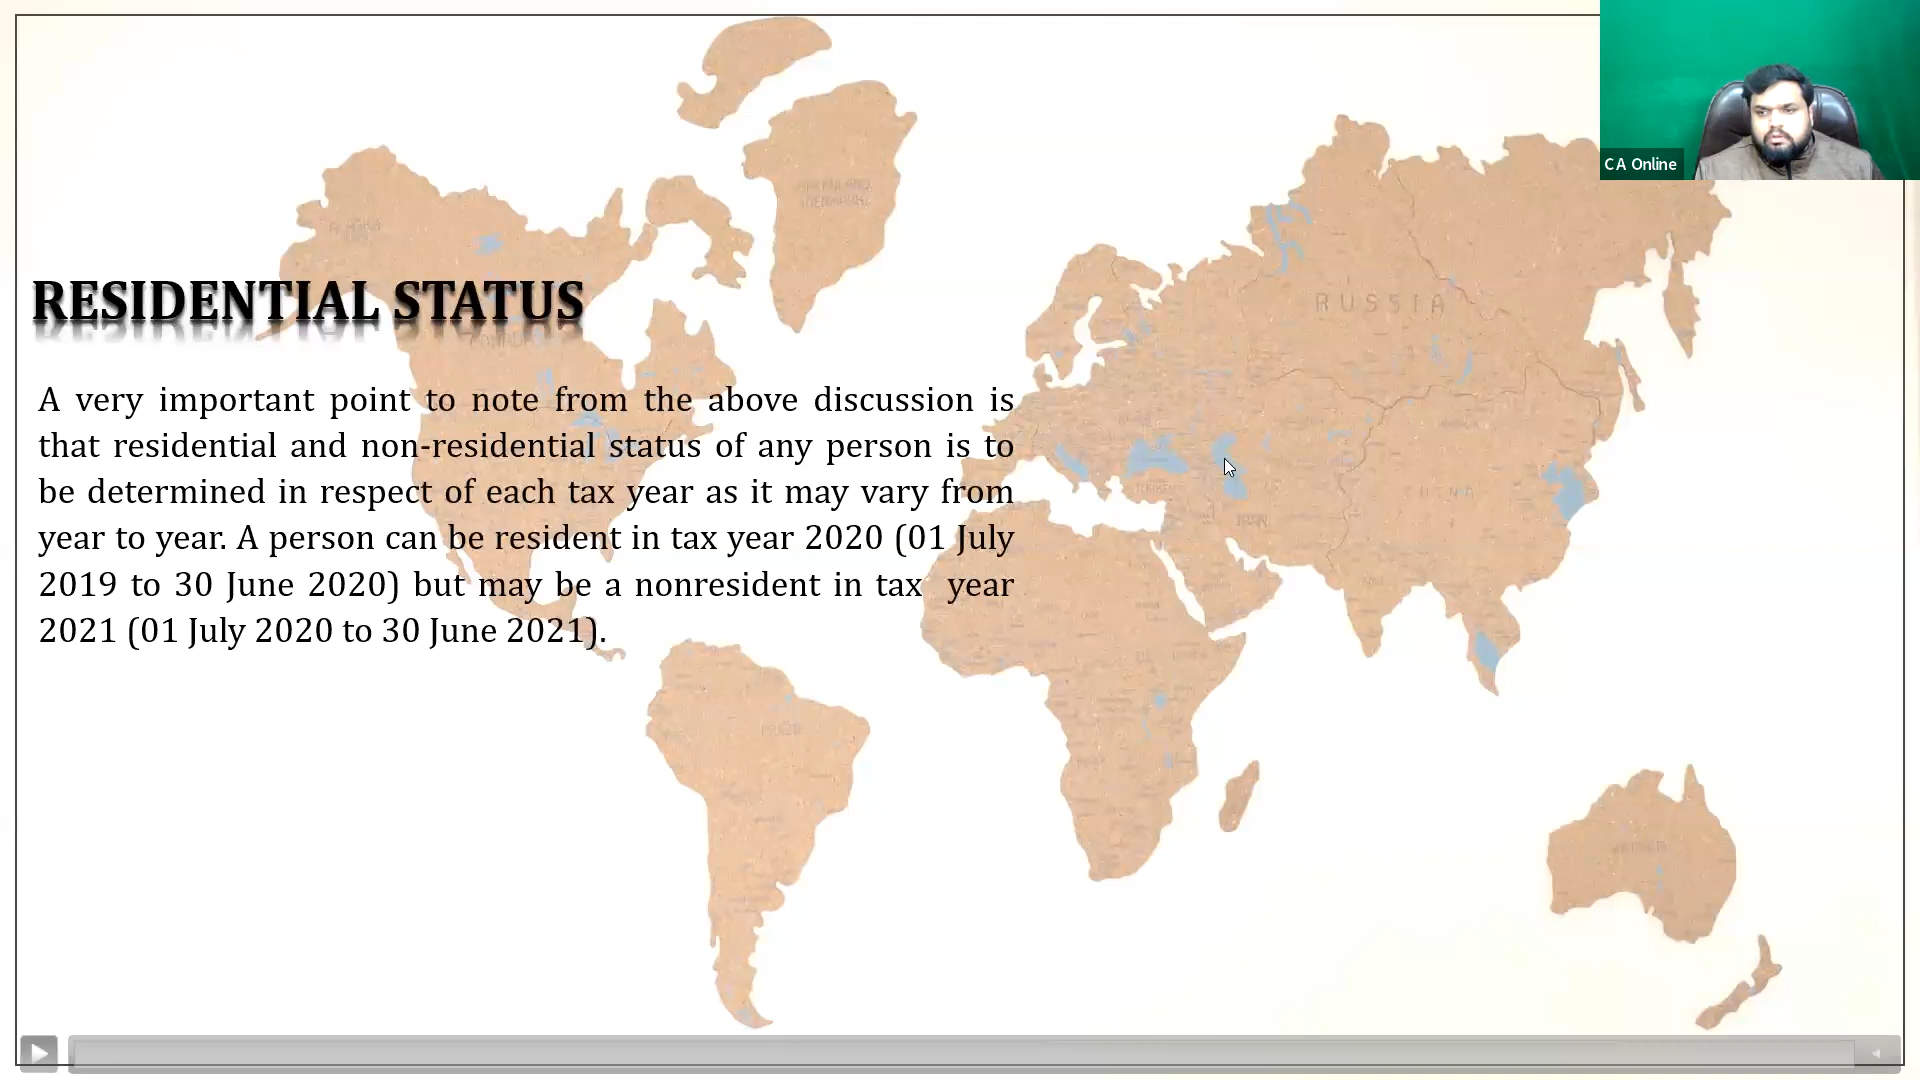 C A Online
RESIDENTIAL STATUS
A very important point to note from the above discussion is
that residential and non-residential status of any person is to
be determined in respect of each tax year as it may vary from
year to year. A person can be resident in tax year 2020 (01 July
2019 to 30 June 2020) but may be a nonresident in tax year
2021 (01 July 2020 to 30 June 2021).
RUSSIA